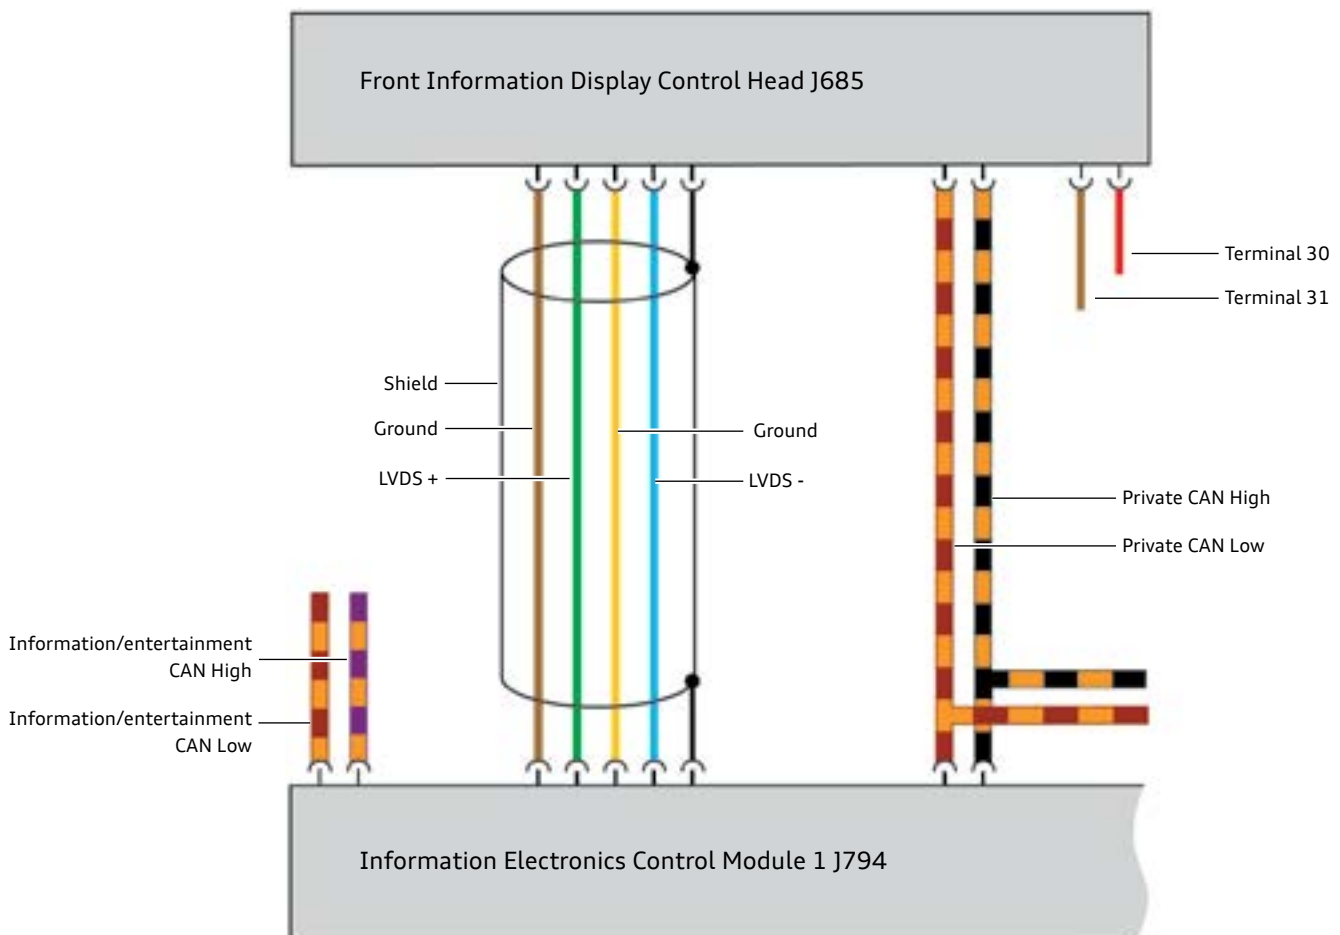 Front Information Display Control Head J685
Terminal 30
Terminal 31
Shield
Ground
Ground
LVDS +
LVDS -
Private CAN High
Private CAN Low
Information/entertainment
CAN High
Information/entertainment
CAN Low
Information Electronics Control Module 1 J794